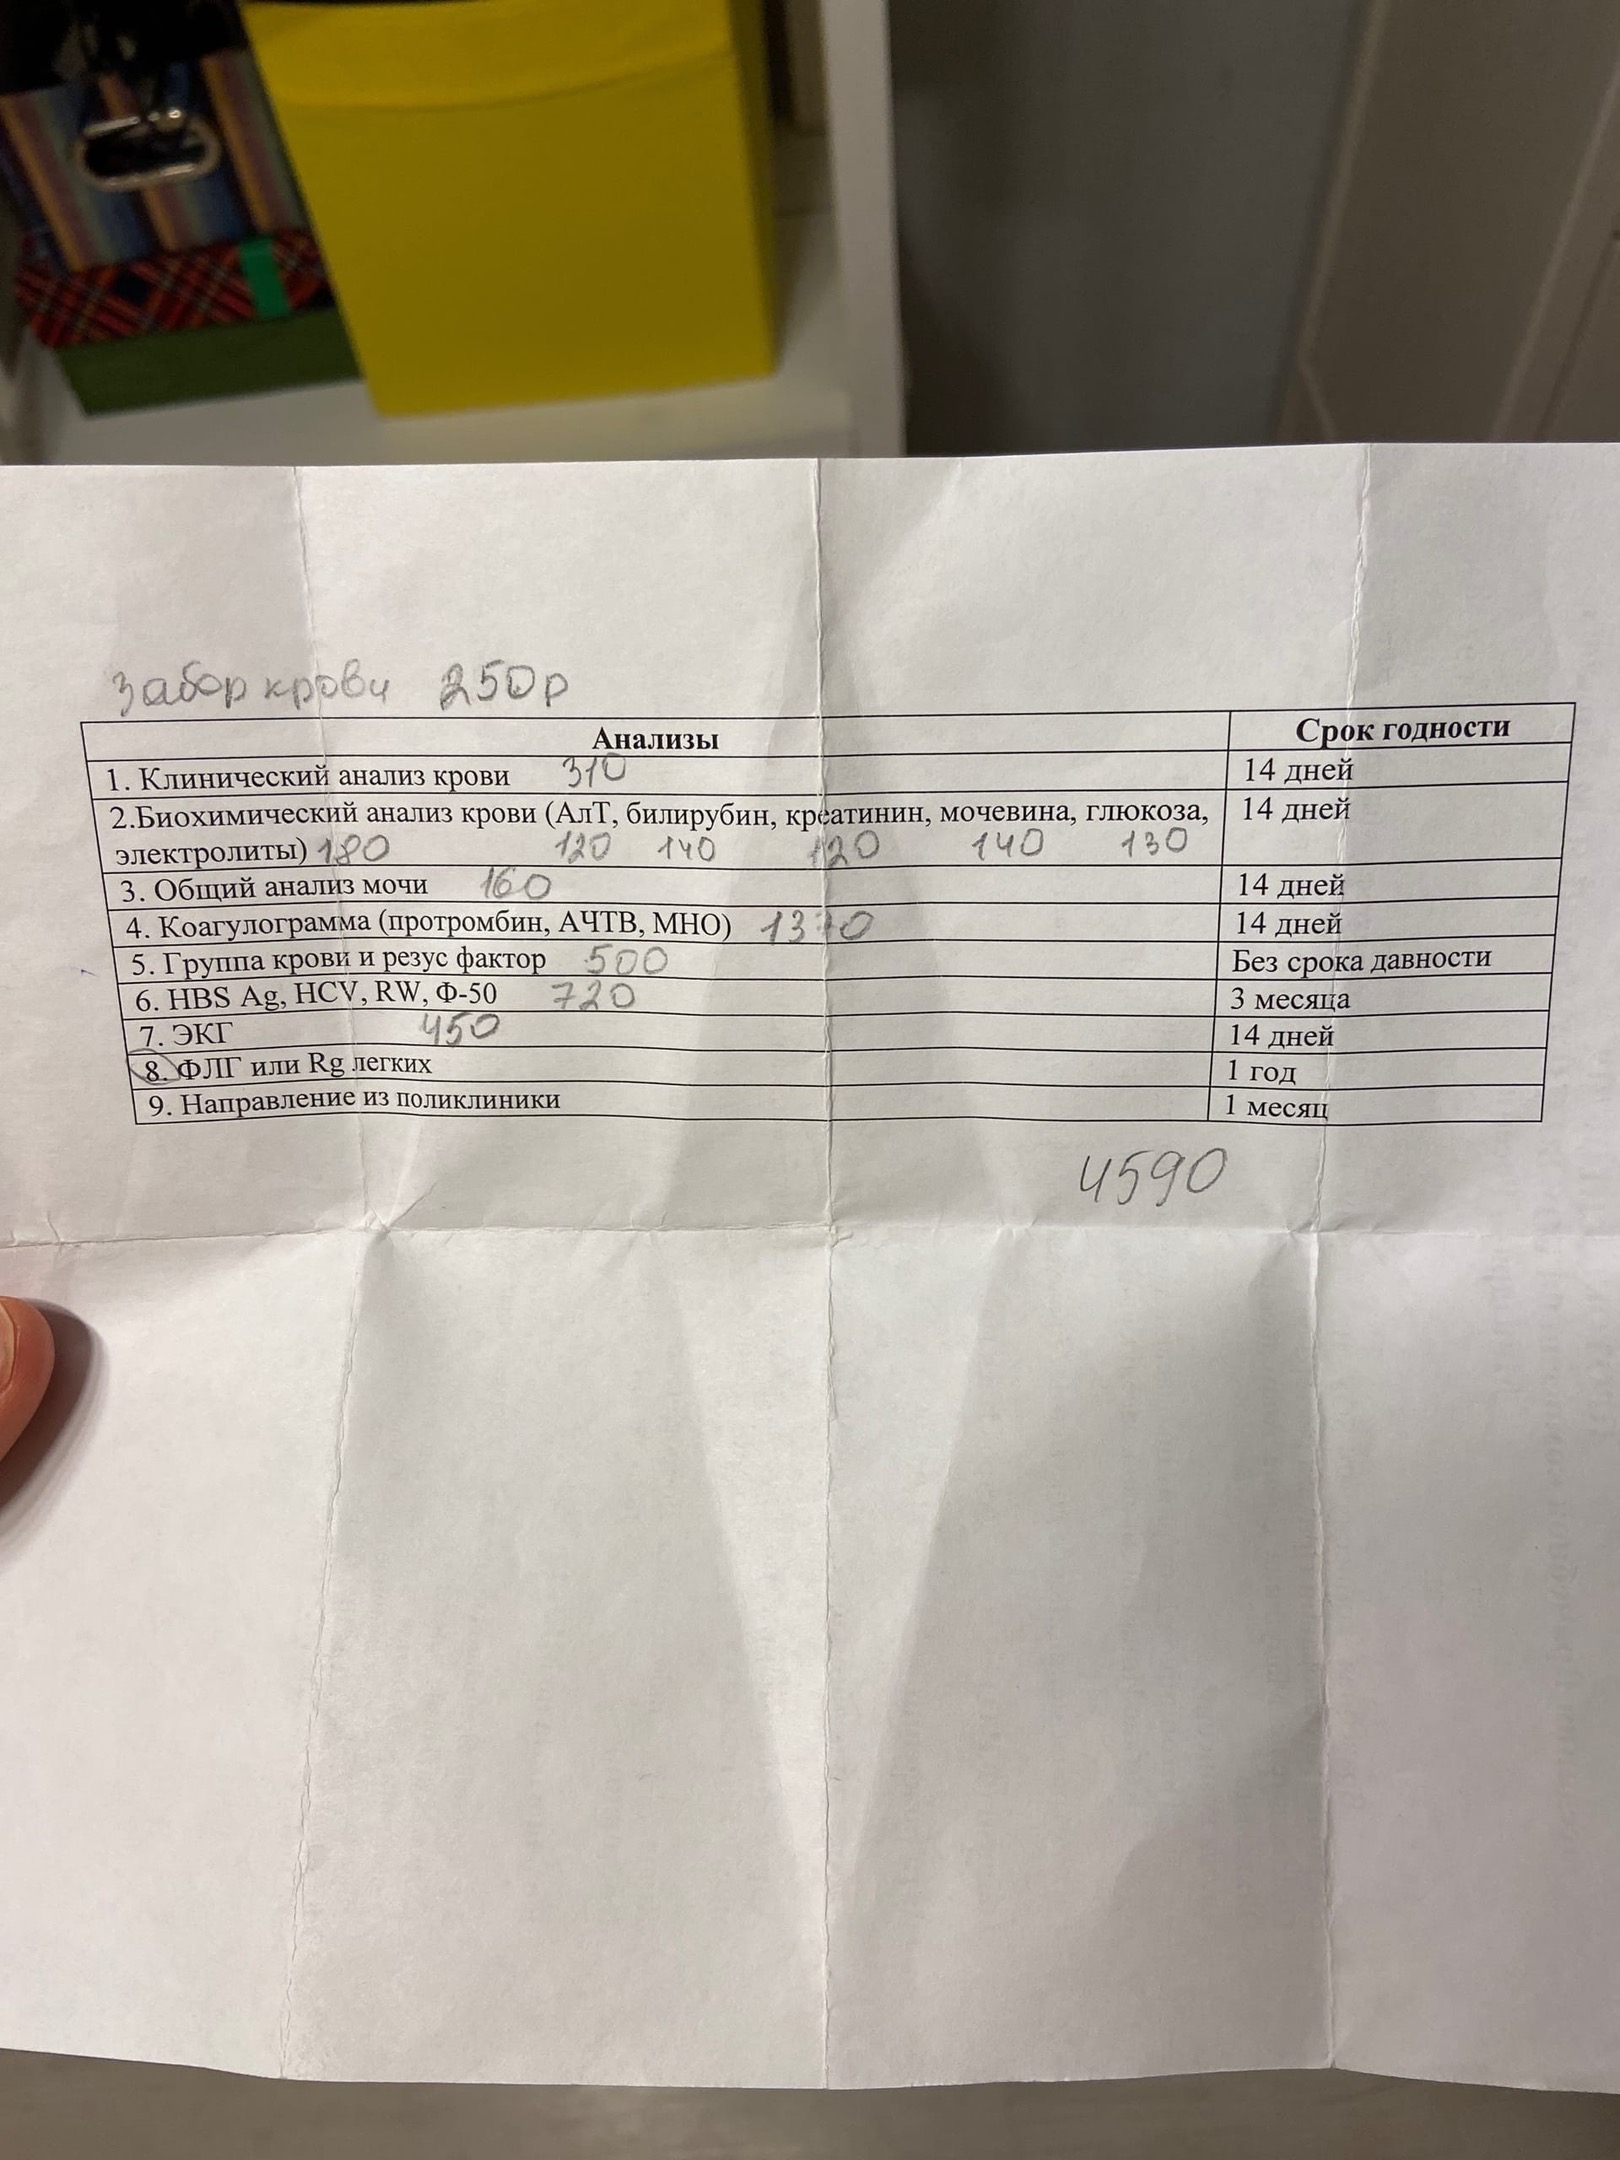 Забор крови 250р
Анализы Срок годности
1. Клинический анализ крови 310 14 дней
2.Биохимический анализ крови (АлТ, билирубин, креатинин, мочевина, глюкоза, 14 дней
электролиты) 180 120 140 120 140 130
3. Общий анализ мочи 160 14 дней
4. Коагулограмма (протромбин, АЧТВ, МНО) 1370 14 дней
5. Группа крови и резус фактор 500 Без срока давности
6. HBS Ag, HCV, RW, Ф-50 720 3 месяца
7. ЭКГ 450 14 дней
8. ФЛГ или Rg легких 1 год
9. Направление из поликлиники 1 месяц
4590